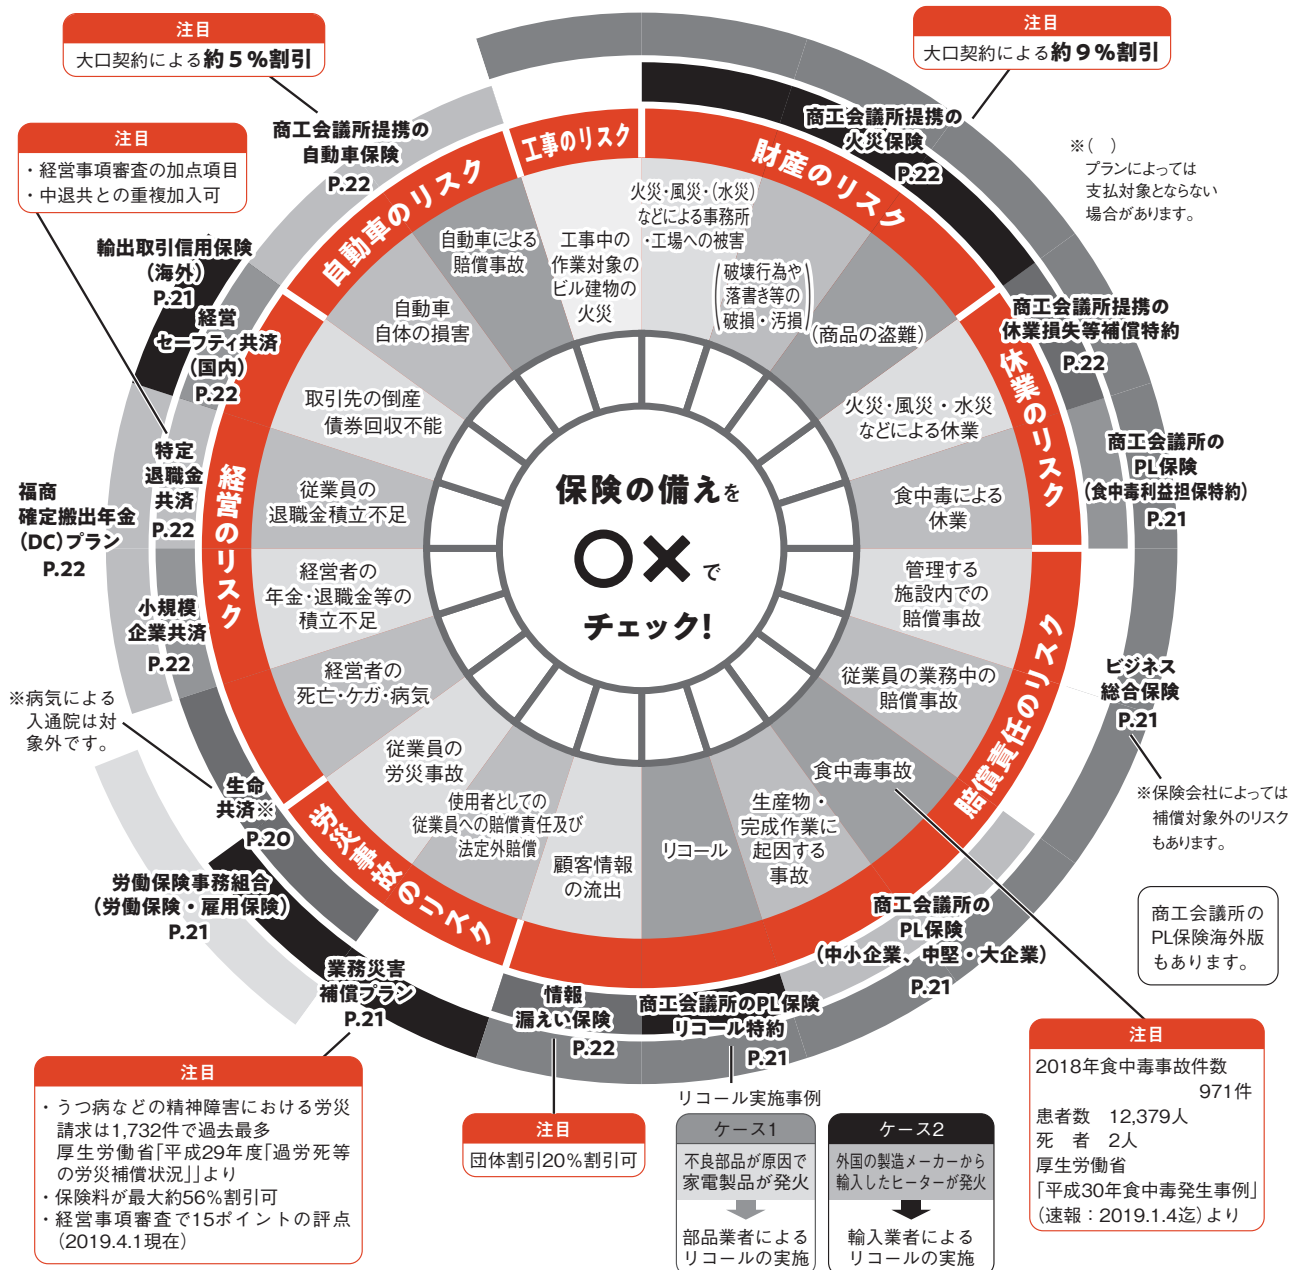 注目
大口契約による約5%割引
注目
大口契約による約9%割引
注目
・経営事項審査の加点項目
・中退共との重複加入可
※(　)
プランによっては
支払対象とならない
場合があります。
商工会議所提携の
自動車保険
P.22
商工会議所提携の
火災保険
P.22
輸出取引信用保険
(海外)
P.21
経営
セーフティ共済
(国内)
P.22
商工会議所提携の
休業損失等補償特約
P.22
特定
退職金
共済
P.22
商工会議所の
PL保険
(食中毒利益担保特約)
P.21
福商
確定搬出年金
(DC)プラン
P.22
小規模
企業共済
P.22
ビジネス
総合保険
P.21
※保険会社によっては
補償対象外のリスク
もあります。
※病気による
入通院は対
象外です。
生命
共済※
P.20
労働保険事務組合
(労働保険・雇用保険)
P.21
業務災害
補償プラン
P.21
情報
漏えい保険
P.22
商工会議所のPL保険
リコール特約
P.21
商工会議所の
PL保険
(中小企業、中堅・大企業)
P.21
商工会議所の
PL保険海外版
もあります。
工事のリスク
財産のリスク
休業のリスク
賠償責任のリスク
労災事故のリスク
経営のリスク
自動車のリスク
工事中の
作業対象の
ビル建物の
火災
火災・風災・(水災)
などによる事務所
・工場への被害
(破壊行為や
落書き等の
破損・汚損)
(商品の盗難)
火災・風災・水災
などによる休業
食中毒による
休業
管理する
施設内での
賠償事故
従業員の業務中の
賠償事故
食中毒事故
生産物・
完成作業に
起因する
事故
リコール
顧客情報
の流出
使用者としての
従業員への賠償責任及び
法定外賠償
従業員の
労災事故
経営者の
死亡・ケガ・病気
経営者の
年金・退職金等の
積立不足
従業員の
退職金積立不足
取引先の倒産
債券回収不能
自動車
自体の損害
自動車による
賠償事故
保険の備えを
○×で
チェック!
注目
・うつ病などの精神障害における労災
請求は1,732件で過去最多
厚生労働省「平成29年度「過労死等
の労災補償状況」」より
・保険料が最大約56%割引可
・経営事項審査で15ポイントの評点
(2019.4.1現在)
注目
団体割引20%割引可
リコール実施事例
ケース1
不良部品が原因で
家電製品が発火
部品業者による
リコールの実施
ケース2
外国の製造メーカーから
輸入したヒーターが発火
輸入業者による
リコールの実施
注目
2018年食中毒事故件数
971件
患者数　12,379人
死　者　2人
厚生労働省
「平成30年食中毒発生事例」
(速報：2019.1.4迄)より